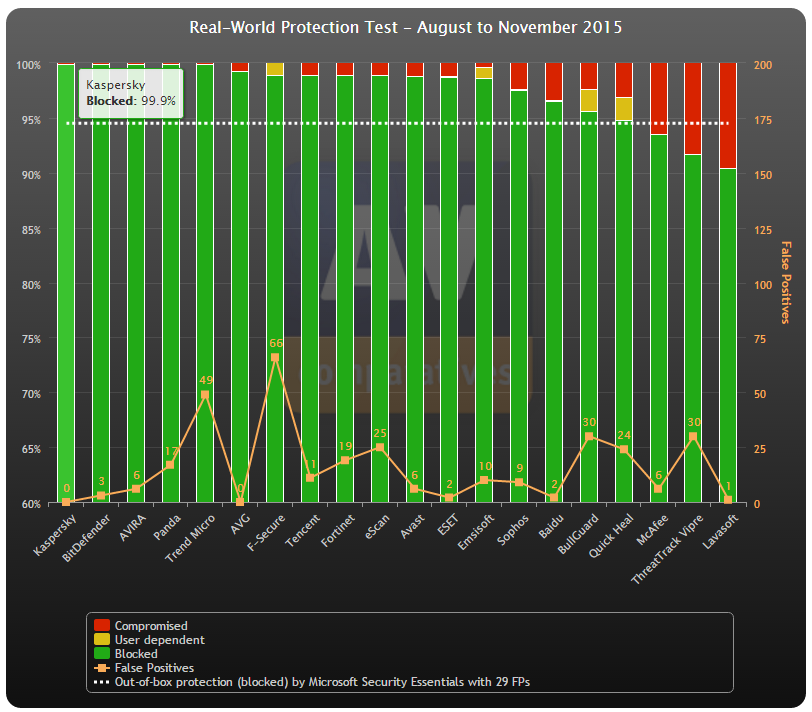 Real-World Protection Test - August to November 2015
100%
95%
90%
85%
80%
75%
70%
65%
60%
Kaspersky
Blocked: 99.9%
200
175
150
125
100
75
50
25
0
False Positives
0
3
6
17
49
0
66
11
19
25
6
2
10
9
2
30
24
6
30
1
Kaspersky
BitDefender
AVIRA
Panda
Trend Micro
AVG
F-Secure
Tencent
Fortinet
eScan
Avast
ESET
Emsisoft
Sophos
Baidu
BullGuard
Quick Heal
McAfee
ThreatTrack Vipre
Lavasoft
AV
comparatives
Compromised
User dependent
Blocked
False Positives
Out-of-box protection (blocked) by Microsoft Security Essentials with 29 FPs